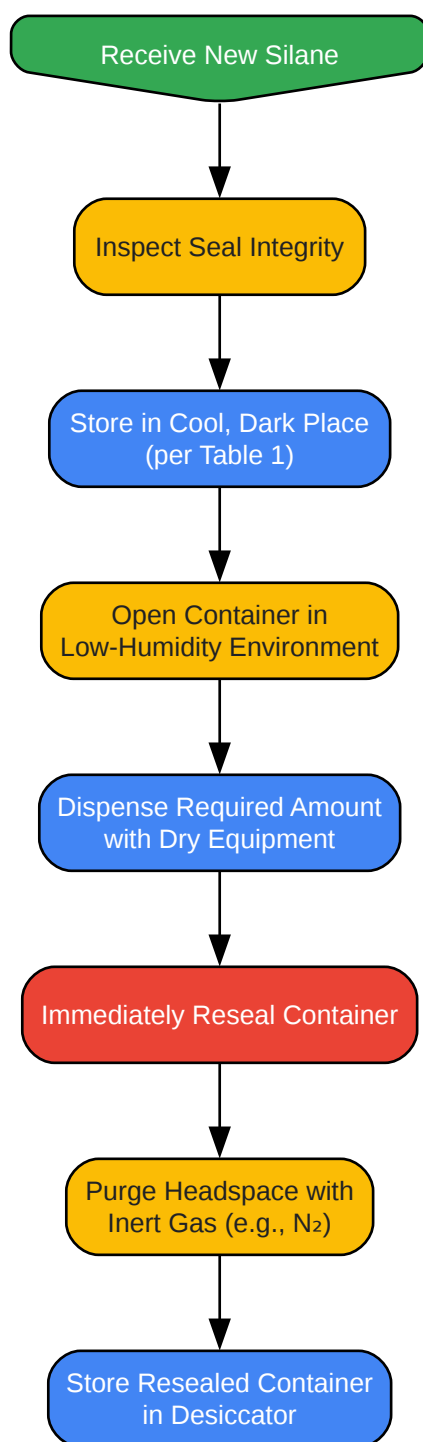 Receive New Silane
Inspect Seal Integrity
Store in Cool, Dark Place
(per Table 1)
Open Container in
Low-Humidity Environment
Dispense Required Amount
with Dry Equipment
Immediately Reseal Container
Purge Headspace with
Inert Gas (e.g., N₂)
Store Resealed Container
in Desiccator